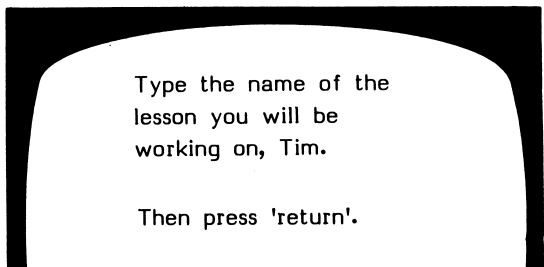 Type the name of the
lesson you will be
working on, Tim.
Then press 'return'.